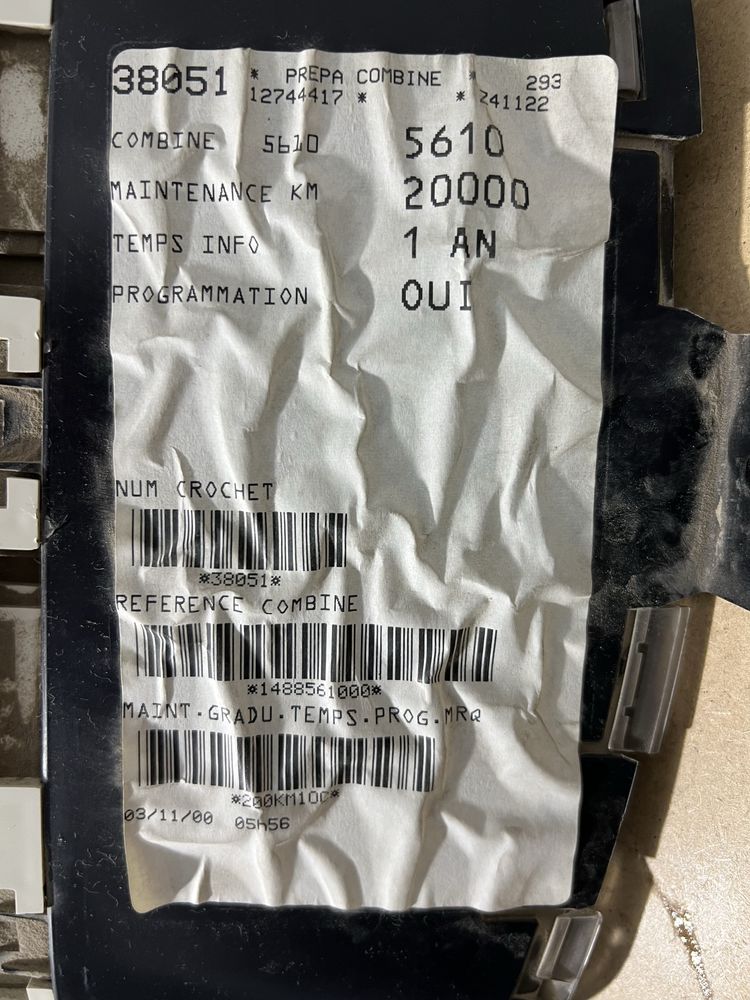 38051 * PREPA COMBINE * 293
12744417 * * 241122
COMBINE 5610 5610
MAINTENANCE KM 20000
TEMPS INFO 1 AN
PROGRAMMATION OUI
NUM CROCHET
*38051*
REFERENCE COMBINE
*1488561000*
MAINT.GRADU.TEMPS.PROG.MRQ
*200KM10C*
03/11/00 05h56